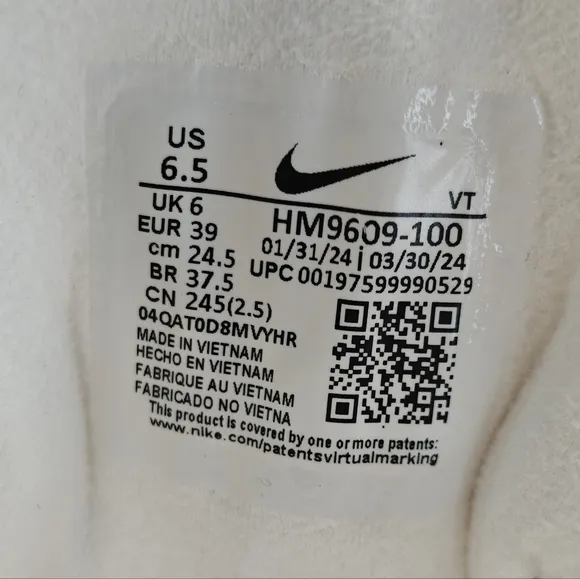 US
6.5
VT
UK 6
EUR 39
cm 24.5
BR 37.5
CN 245(2.5)
HM9609-100
01/31/24 | 03/30/24
UPC 00197599990529
04QAT0D8MVYHR
MADE IN VIETNAM
HECHO EN VIETNAM
FABRIQUE AU VIETNAM
FABRICADO NO VIETNA
This product is covered by one or more patents:
www.nike.com/patentsvirtualmarking